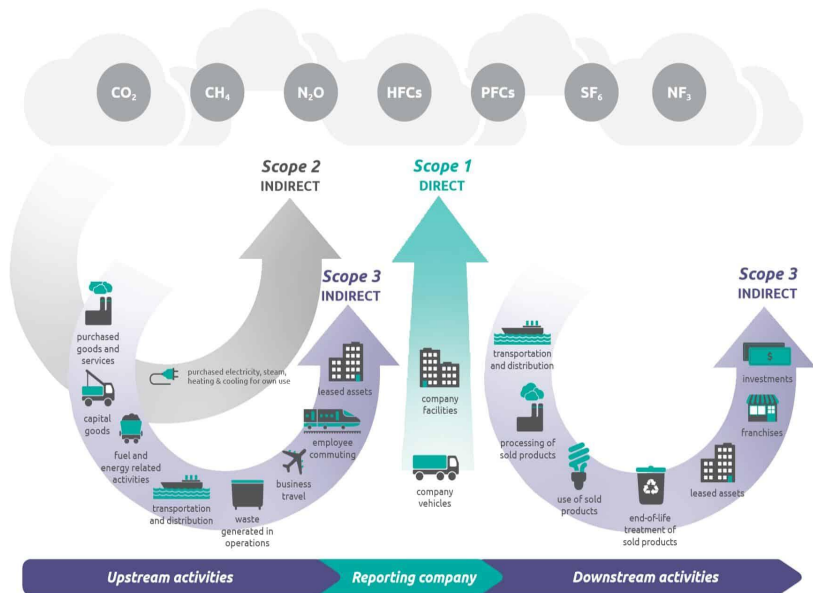 CO₂
CH₄
N₂O
HFCs
PFCs
SF₆
NF₃
Scope 2
INDIRECT
Scope 1
DIRECT
Scope 3
INDIRECT
Scope 3
INDIRECT
purchased
goods and
services
capital
goods
fuel and
energy related
activities
transportation
and distribution
waste
generated in
operations
business
travel
employee
commuting
leased assets
purchased electricity, steam,
heating & cooling for own use
company
facilities
company
vehicles
transportation
and distribution
processing of
sold products
use of sold
products
end-of-life
treatment of
sold products
leased assets
franchises
investments
$
Upstream activities
Reporting company
Downstream activities